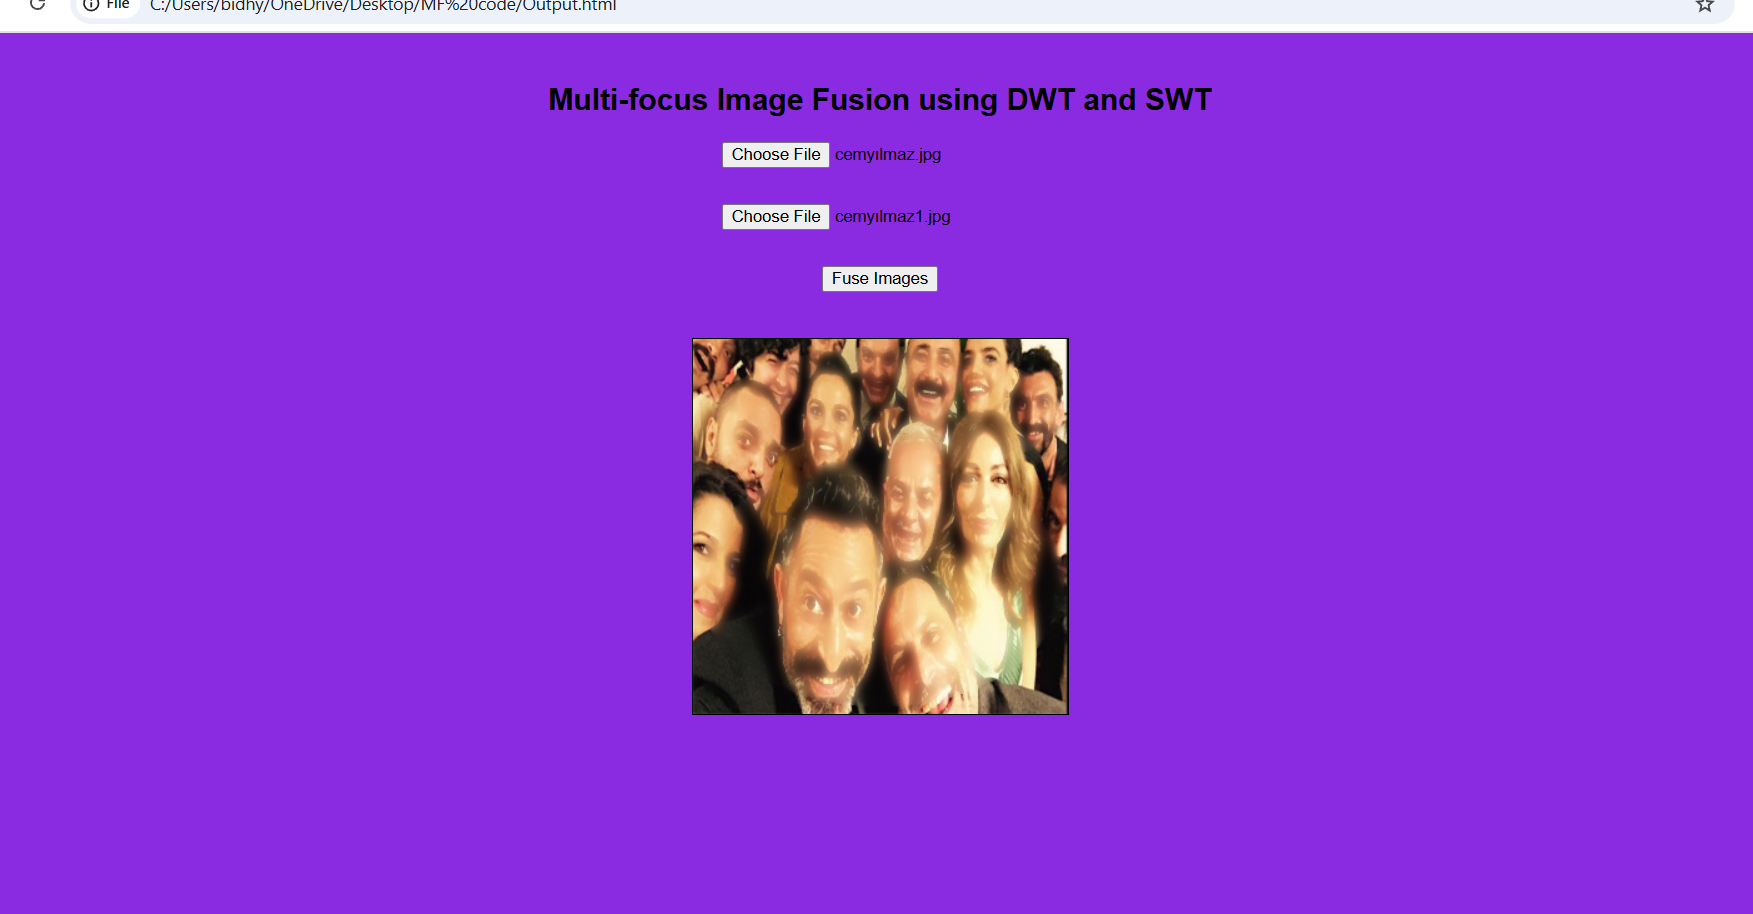 File C:/Users/bidhy/OneDrive/Desktop/MF%20code/Output.html
Multi-focus Image Fusion using DWT and SWT
Choose File cemyılmaz.jpg
Choose File cemyılmaz1.jpg
Fuse Images